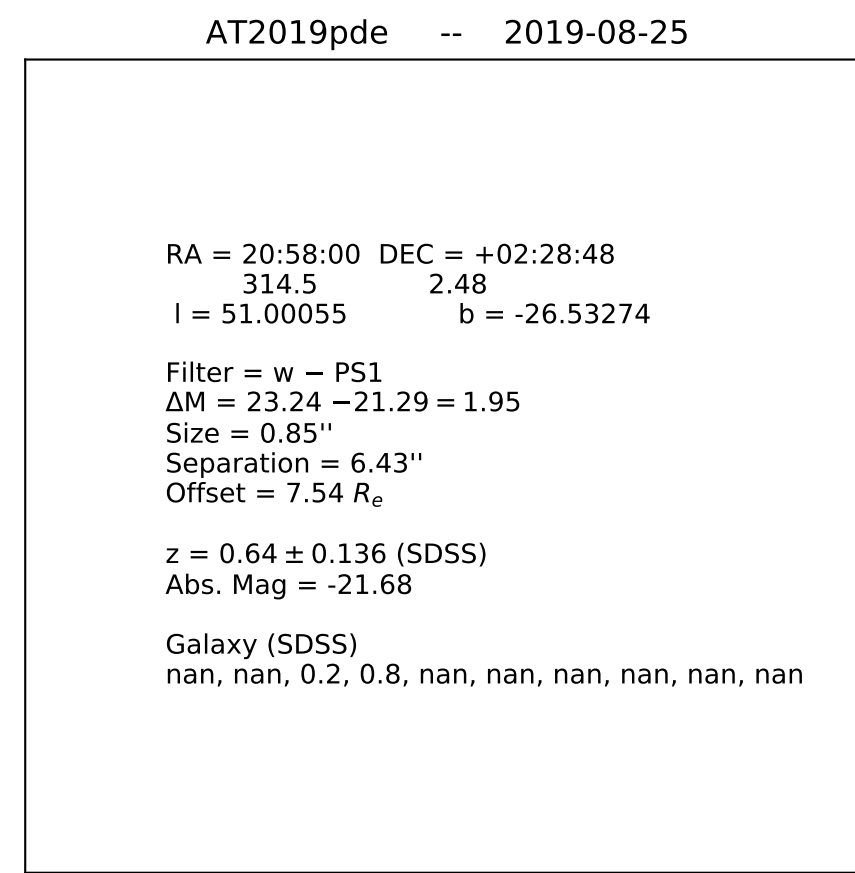 AT2019pde -- 2019-08-25
RA = 20:58:00 DEC = +02:28:48
314.5 2.48
l = 51.00055 b = -26.53274
Filter = w − PS1
ΔM = 23.24 −21.29 = 1.95
Size = 0.85''
Separation = 6.43''
Offset = 7.54 Rₑ
z = 0.64 ± 0.136 (SDSS)
Abs. Mag = -21.68
Galaxy (SDSS)
nan, nan, 0.2, 0.8, nan, nan, nan, nan, nan, nan